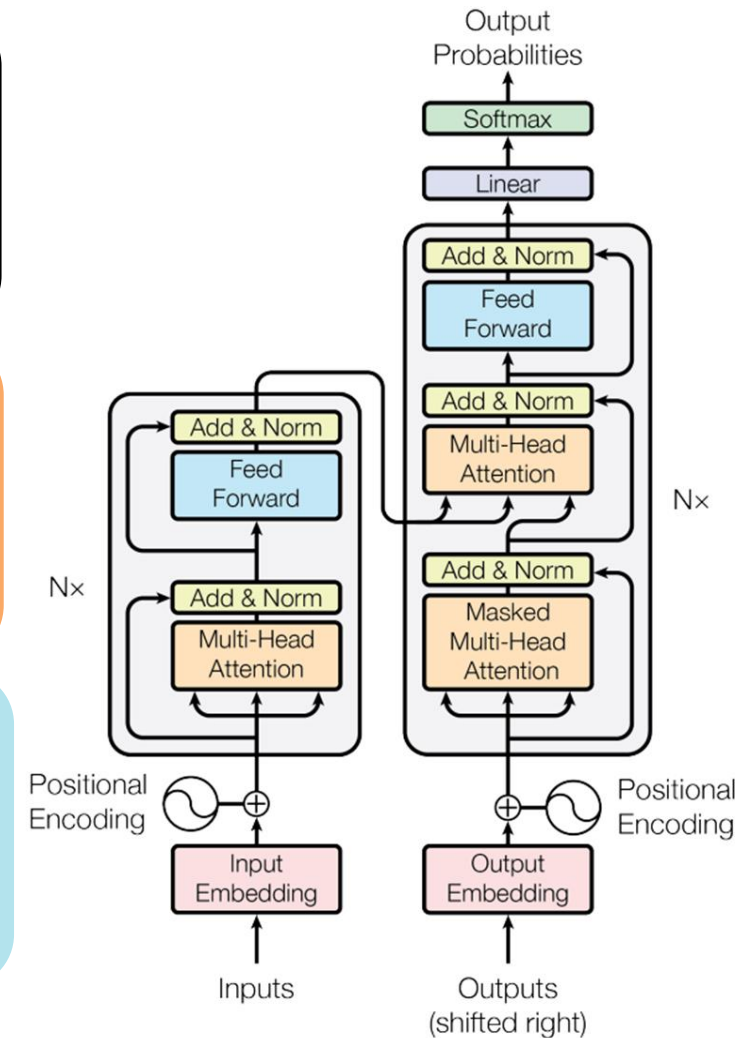 Output
Probabilities
Softmax
Linear
Add & Norm
Feed
Forward
Add & Norm
Multi-Head
Attention
Nx
Add & Norm
Masked
Multi-Head
Attention
Add & Norm
Feed
Forward
Nx
Add & Norm
Multi-Head
Attention
Positional
Encoding
Positional
Encoding
Input
Embedding
Output
Embedding
Inputs
Outputs
(shifted right)